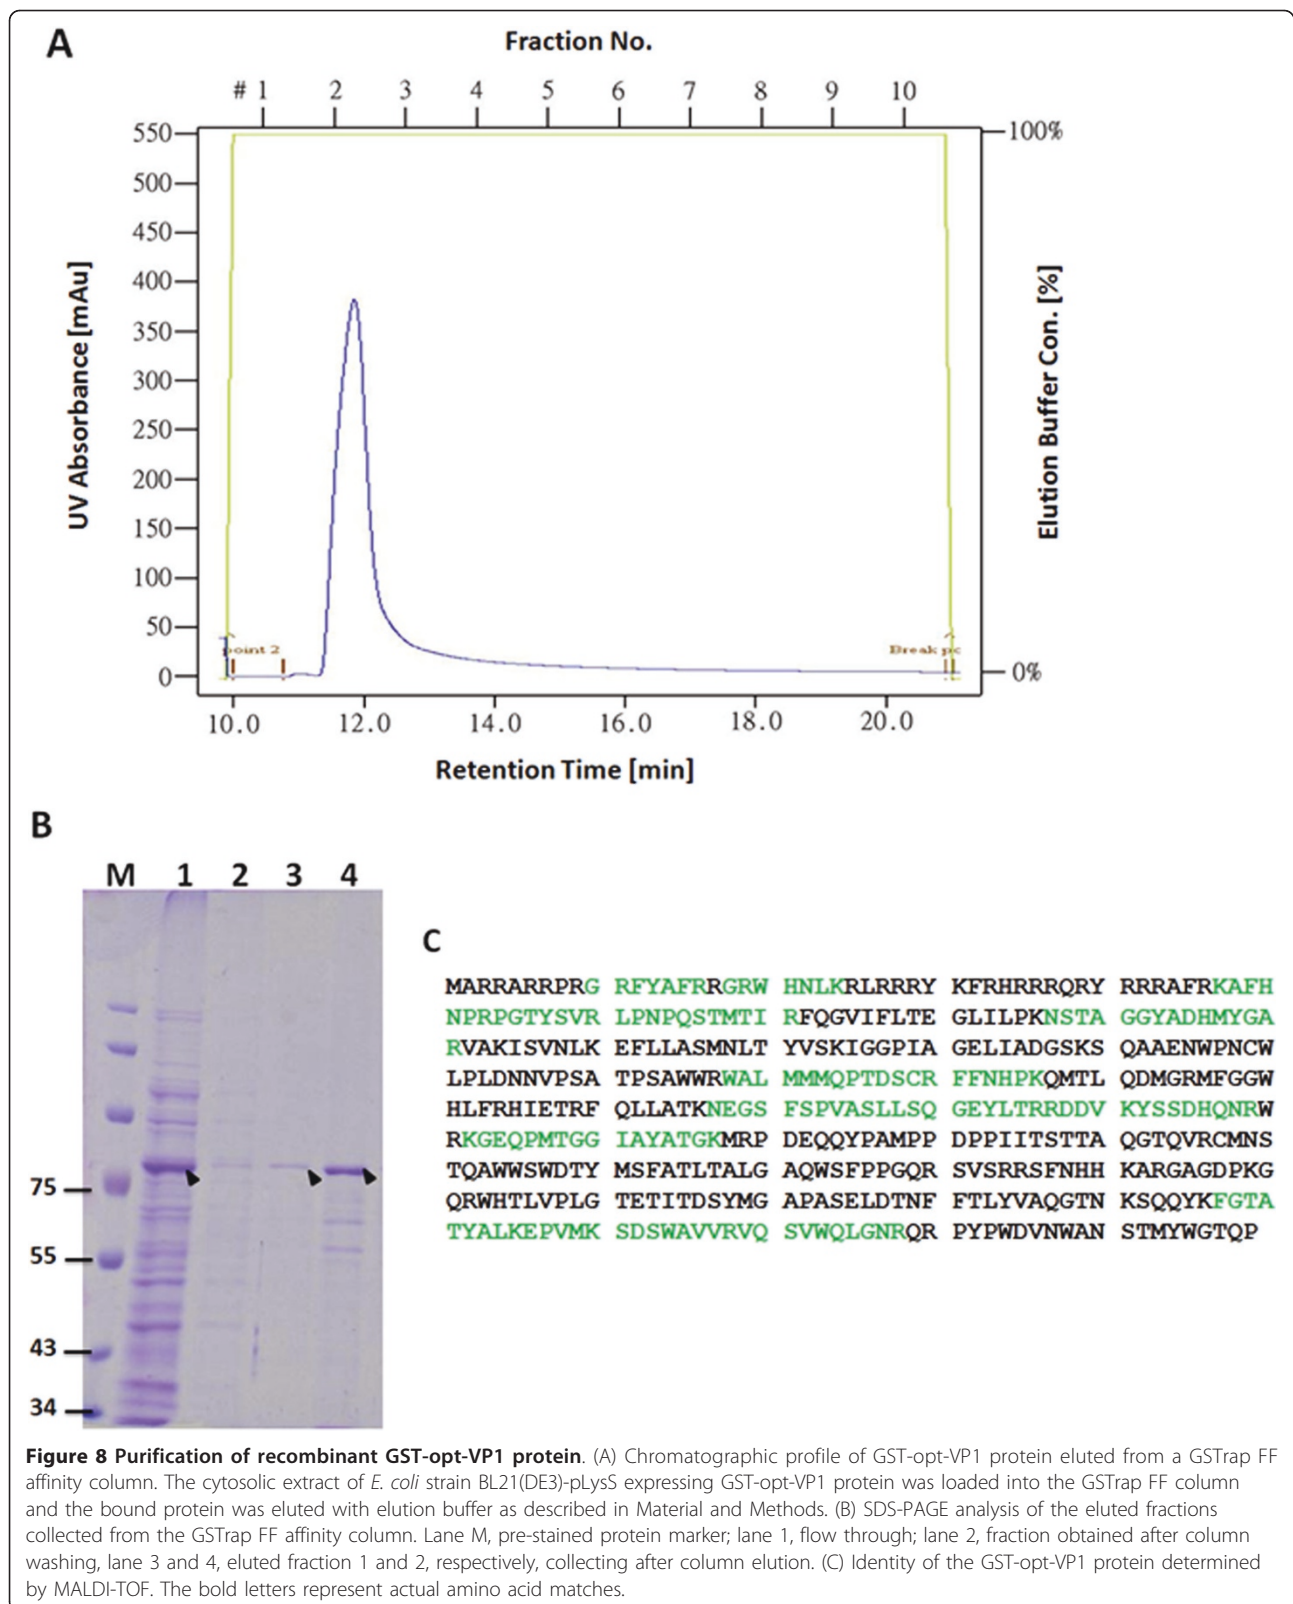 A
Fraction No.
# 1 2 3 4 5 6 7 8 9 10
550
500
450
400
350
300
250
200
150
100
50
0
UV Absorbance [mAu]
100%
0%
Elution Buffer Con. [%]
point 2
Break po
10.0 12.0 14.0 16.0 18.0 20.0
Retention Time [min]
B
M 1 2 3 4
75
55
43
34
C
MARRARRPRG RFYAFRRGRW HNLKRLRRRY KFRHRRRQRY RRRAFRKAFH
NPRPGTYSVR LPNPQSTMTI RFQGVIFLTE GLILPKNSTA GGYADHMYGA
RVAKISVNLK EFLLASMNLT YVSKIGGPIA GELIADGSKS QAAENWPNCW
LPLDNNVPSA TPSAWWRWAL MMMQPTDSCR FFNHPKQMTL QDMGRMFGGW
HLFRHIETRF QLLATKNEGS FSPVASLLSQ GEYLTRRDDV KYSSDHQNRW
RKGEQPMTGG IAYATGKMRP DEQQYPAMPP DPPIITSTTA QGTQVRCMNS
TQAWWSWDTY MSFATLTALG AQWSFPPGQR SVSRRSFNHH KARGAGDPKG
QRWHTLVPLG TETITDSYMG APASELDTNF FTLYVAQGTN KSQQYKFGTA
TYALKEPVMK SDSWAVVRVQ SVWQLGNRQR PYPWDVNWAN STMYWGTQP
Figure 8 Purification of recombinant GST-opt-VP1 protein. (A) Chromatographic profile of GST-opt-VP1 protein eluted from a GSTrap FF
affinity column. The cytosolic extract of E. coli strain BL21(DE3)-pLysS expressing GST-opt-VP1 protein was loaded into the GSTrap FF column
and the bound protein was eluted with elution buffer as described in Material and Methods. (B) SDS-PAGE analysis of the eluted fractions
collected from the GSTrap FF affinity column. Lane M, pre-stained protein marker; lane 1, flow through; lane 2, fraction obtained after column
washing, lane 3 and 4, eluted fraction 1 and 2, respectively, collecting after column elution. (C) Identity of the GST-opt-VP1 protein determined
by MALDI-TOF. The bold letters represent actual amino acid matches.